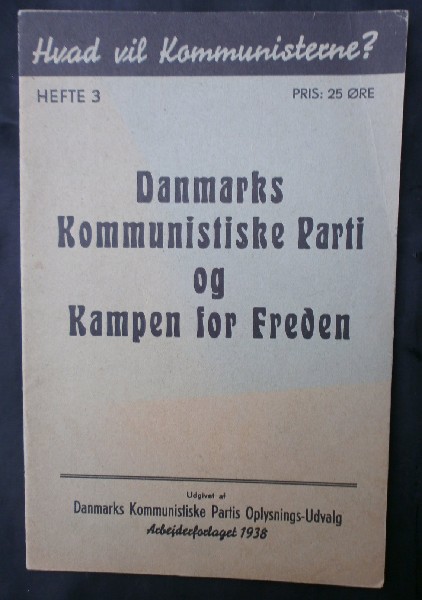 Hvad vil Kommunisterne?
HEFTE 3 PRIS: 25 ØRE
Danmarks
Kommunistiske Parti
og
Kampen for Freden
Udgivet af
Danmarks Kommunistiske Partis Oplysnings-Udvalg
Arbejderforlaget 1938